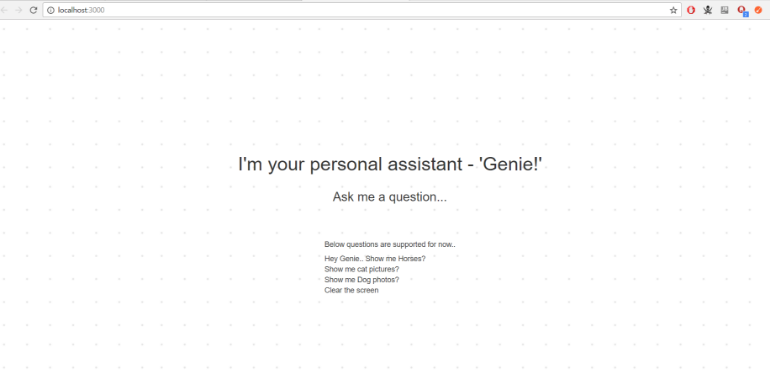 localhost:3000
I'm your personal assistant - 'Genie!'
Ask me a question...
Below questions are supported for now..
Hey Genie.. Show me Horses?
Show me cat pictures?
Show me Dog photos?
Clear the screen